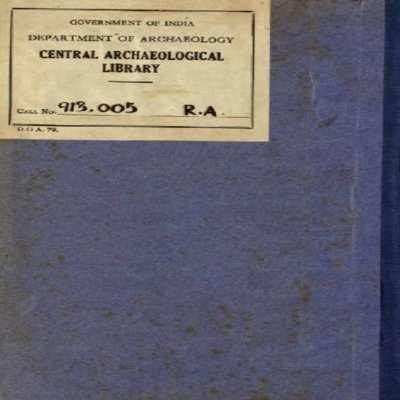 GOVERNMENT OF INDIA
DEPARTMENT OF ARCHAEOLOGY
CENTRAL ARCHAEOLOGICAL
LIBRARY
CALL No. 913.005 R.A.
D.G A. 79.